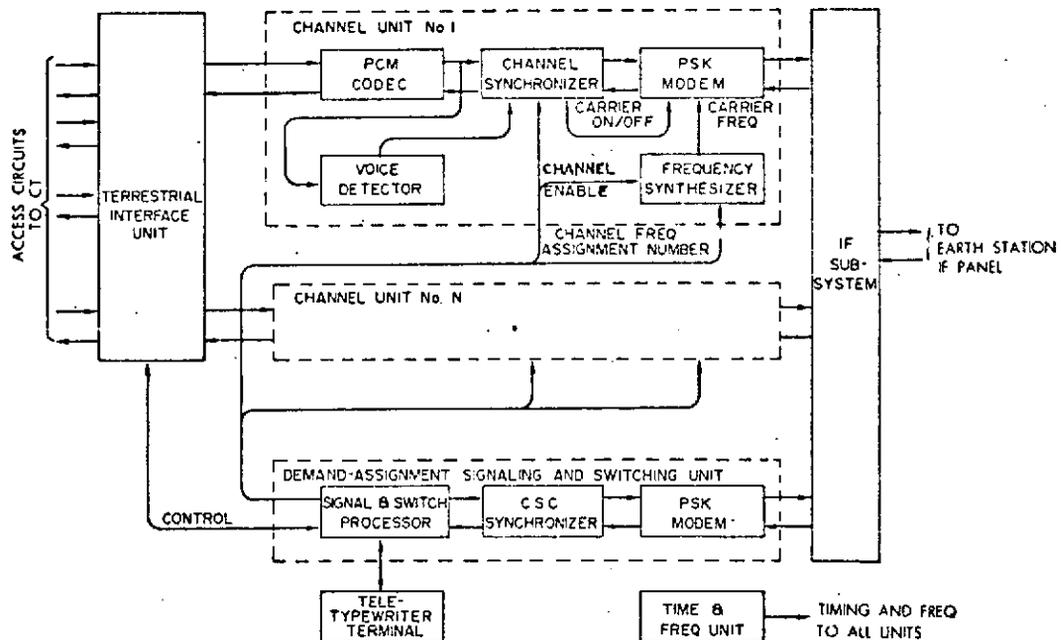 CHANNEL UNIT No 1
PCM
CODEC
CHANNEL
SYNCHRONIZER
PSK
MODEM
CARRIER
ON/OFF
CARRIER
FREQ
VOICE
DETECTOR
CHANNEL
ENABLE
FREQUENCY
SYNTHESIZER
ACCESS CIRCUITS
TO CT
TERRESTRIAL
INTERFACE
UNIT
CHANNEL FREQ
ASSIGNMENT NUMBER
IF
SUB-
SYSTEM
TO
EARTH STATION
IF PANEL
CHANNEL UNIT No. N
DEMAND-ASSIGNMENT SIGNALING AND SWITCHING UNIT
CONTROL
SIGNAL & SWITCH
PROCESSOR
CSC
SYNCHRONIZER
PSK
MODEM
TELE-
TYPEWRITER
TERMINAL
TIME &
FREQ UNIT
TIMING AND FREQ
TO ALL UNITS